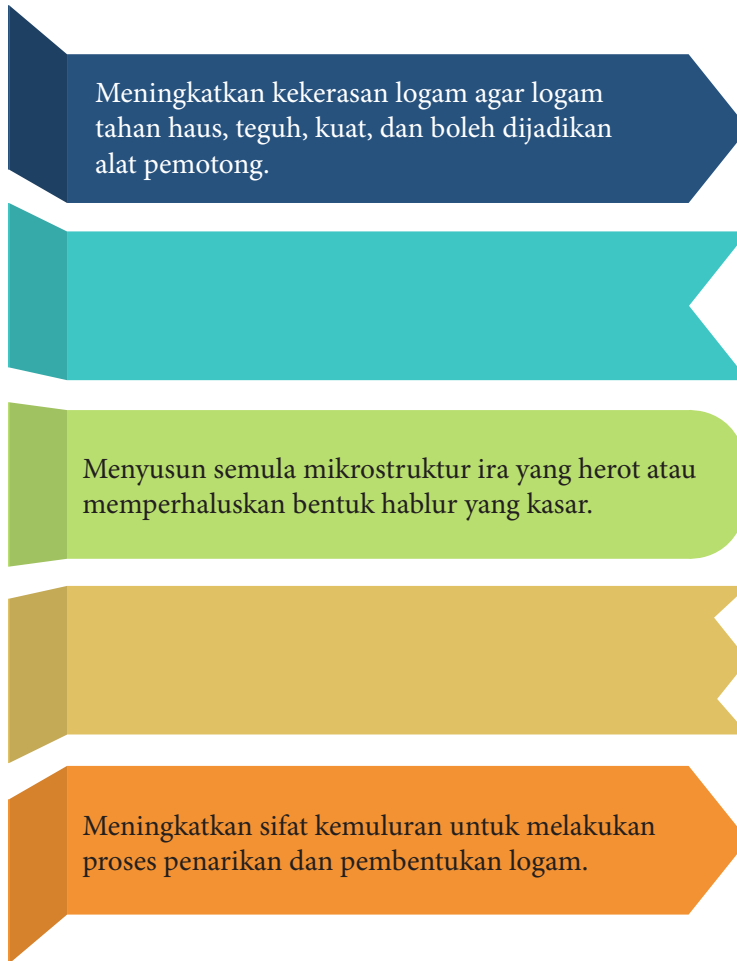 Meningkatkan kekerasan logam agar logam
tahan haus, teguh, kuat, dan boleh dijadikan
alat pemotong.
Menyusun semula mikrostruktur ira yang herot atau
memperhaluskan bentuk hablur yang kasar.
Meningkatkan sifat kemuluran untuk melakukan
proses penarikan dan pembentukan logam.